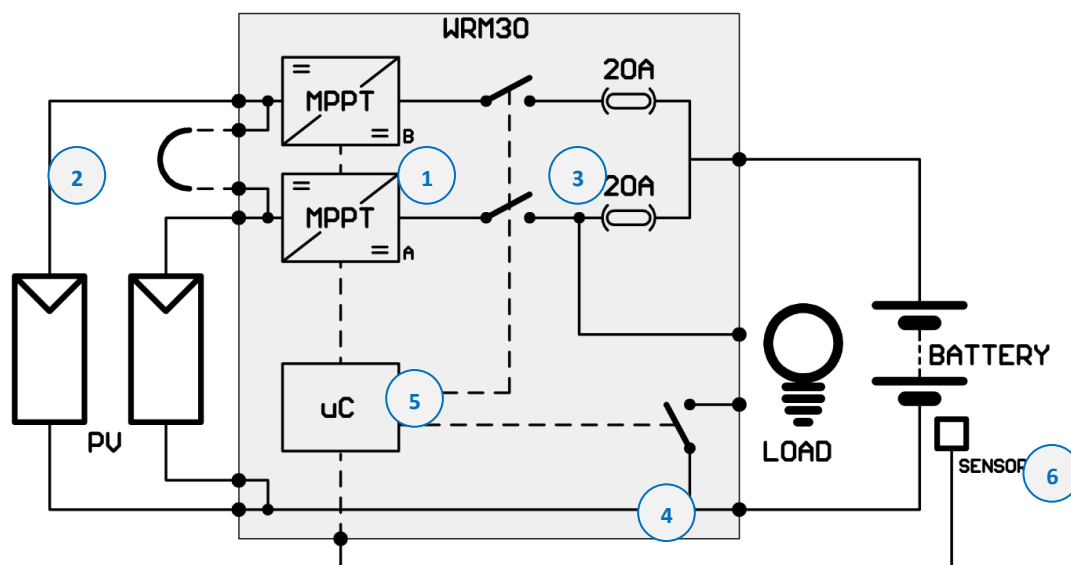 WRM30
20A
MPPT
B
2
1
3
20A
MPPT
A
BATTERY
5
uC
PV
LOAD
SENSOR
6
4